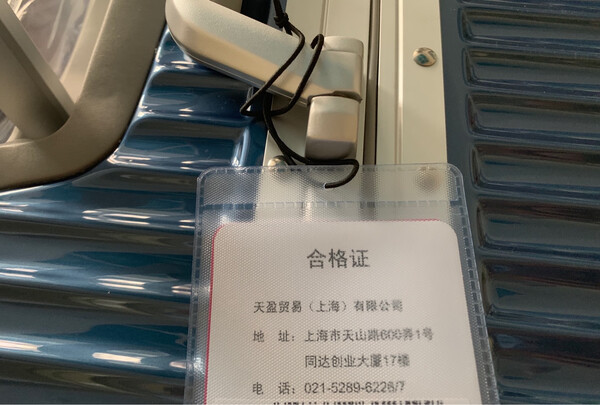 合格证
天盈贸易（上海）有限公司
地 址：上海市天山路600弄1号
同达创业大厦17楼
电 话：021-5289-6226/7